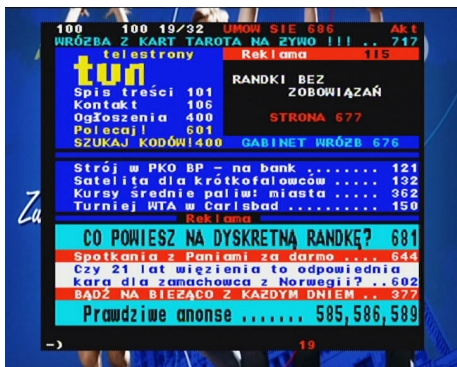 100 100 19/32 UMOW SIE 686 Akt
WRÓŻBA Z KART TAROTA NA ZYWO !!! .. 717
telestrony Reklama 1/5
tvn
RANDKI BEZ
Spis treści 101 ZOBOWIĄZAŃ
Kontakt 106
Ogłoszenia 400 STRONA 677
Polecaj! 601
SZUKAJ KODÓW!400 GABINET WRÓŻB 676
Strój w PKO BP – na bank ........ 121
Satelita dla krótkofalowców ..... 132
Kursy średnie paliw: miasta ..... 362
Turniej WTA w Carlsbad .......... 150
Reklama
CO POWIESZ NA DYSKRETNĄ RANDKĘ? 681
Spotkania z Paniami za darmo .... 644
Czy 21 lat więzienia to odpowiednia
kara dla zamachowca z Norwegii? ..602
BĄDŹ NA BIEŻĄCO Z KAŻDYM DNIEM .. 377
Prawdziwe anonse ....... 585,586,589
–) 19
Zu